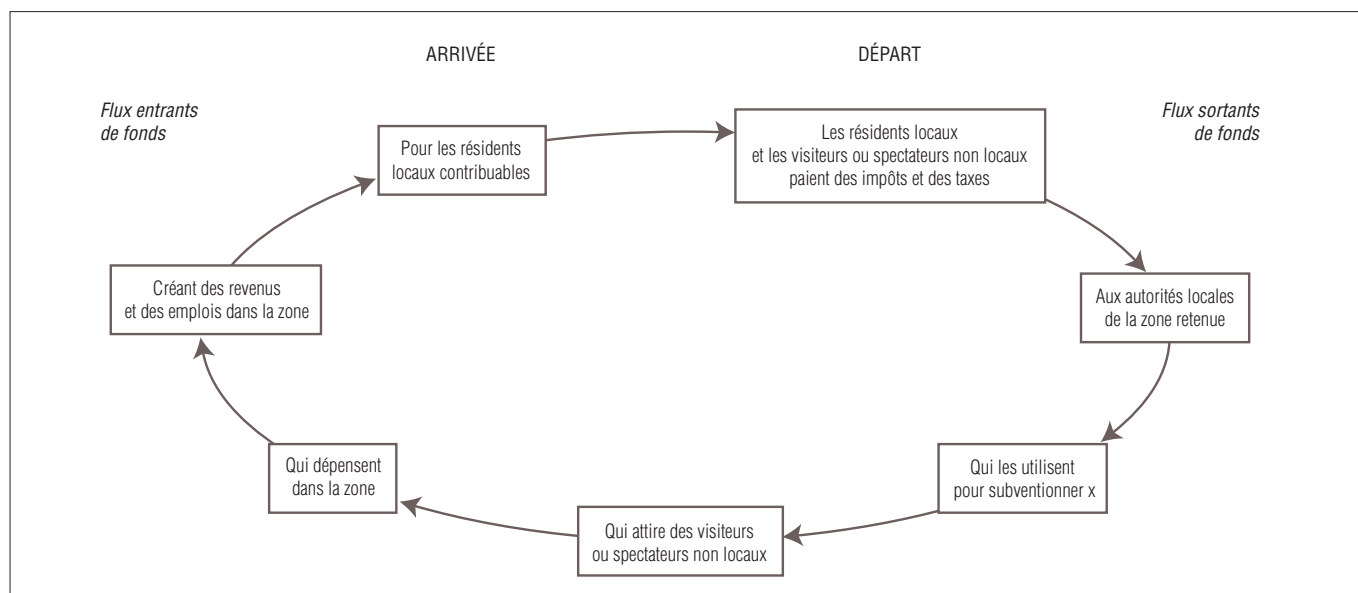 ARRIVÉE
DÉPART
Flux entrants
de fonds
Flux sortants
de fonds
Pour les résidents
locaux contribuables
Les résidents locaux
et les visiteurs ou spectateurs non locaux
paient des impôts et des taxes
Créant des revenus
et des emplois dans la zone
Aux autorités locales
de la zone retenue
Qui dépensent
dans la zone
Qui les utilisent
pour subventionner x
Qui attire des visiteurs
ou spectateurs non locaux